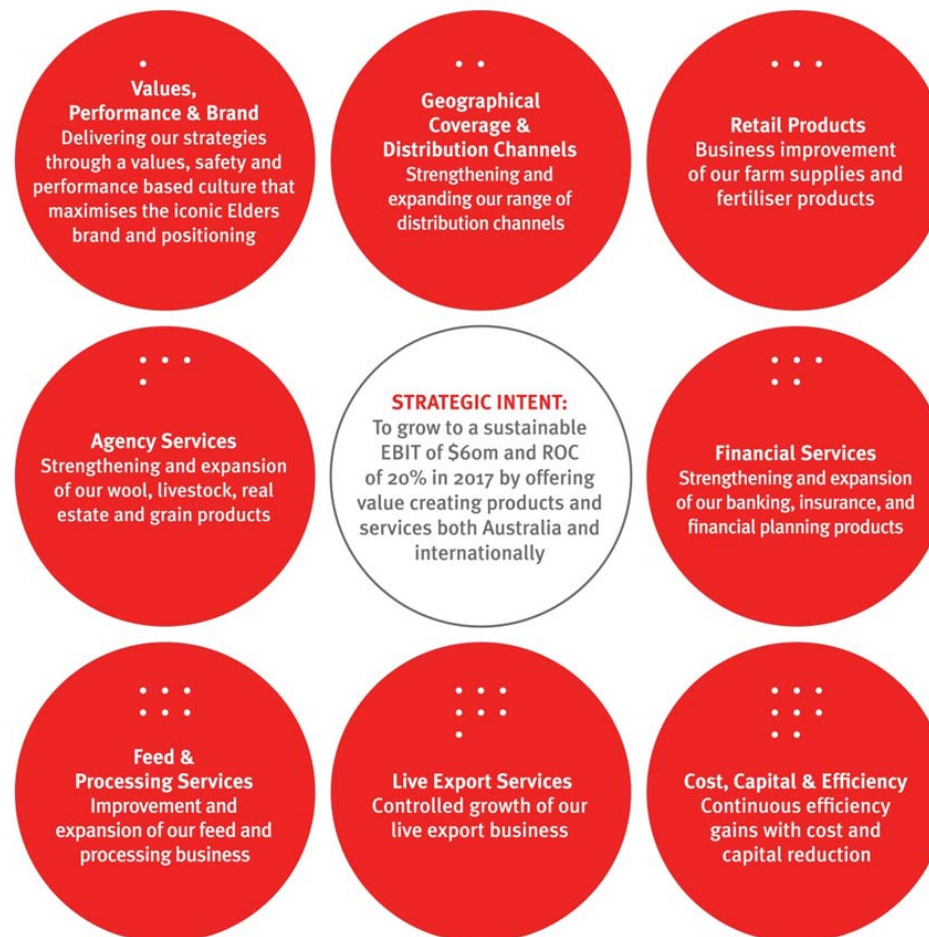 Values,
Performance & Brand
Delivering our strategies
through a values, safety and
performance based culture that
maximises the iconic Elders
brand and positioning
Geographical
Coverage &
Distribution Channels
Strengthening and
expanding our range of
distribution channels
Retail Products
Business improvement
of our farm supplies and
fertiliser products
Agency Services
Strengthening and expansion
of our wool, livestock, real
estate and grain products
STRATEGIC INTENT:
To grow to a sustainable
EBIT of $60m and ROC
of 20% in 2017 by offering
value creating products and
services both Australia and
internationally
Financial Services
Strengthening and expansion
of our banking, insurance, and
financial planning products
Feed &
Processing Services
Improvement and
expansion of our feed and
processing business
Live Export Services
Controlled growth of our
live export business
Cost, Capital & Efficiency
Continuous efficiency
gains with cost and
capital reduction